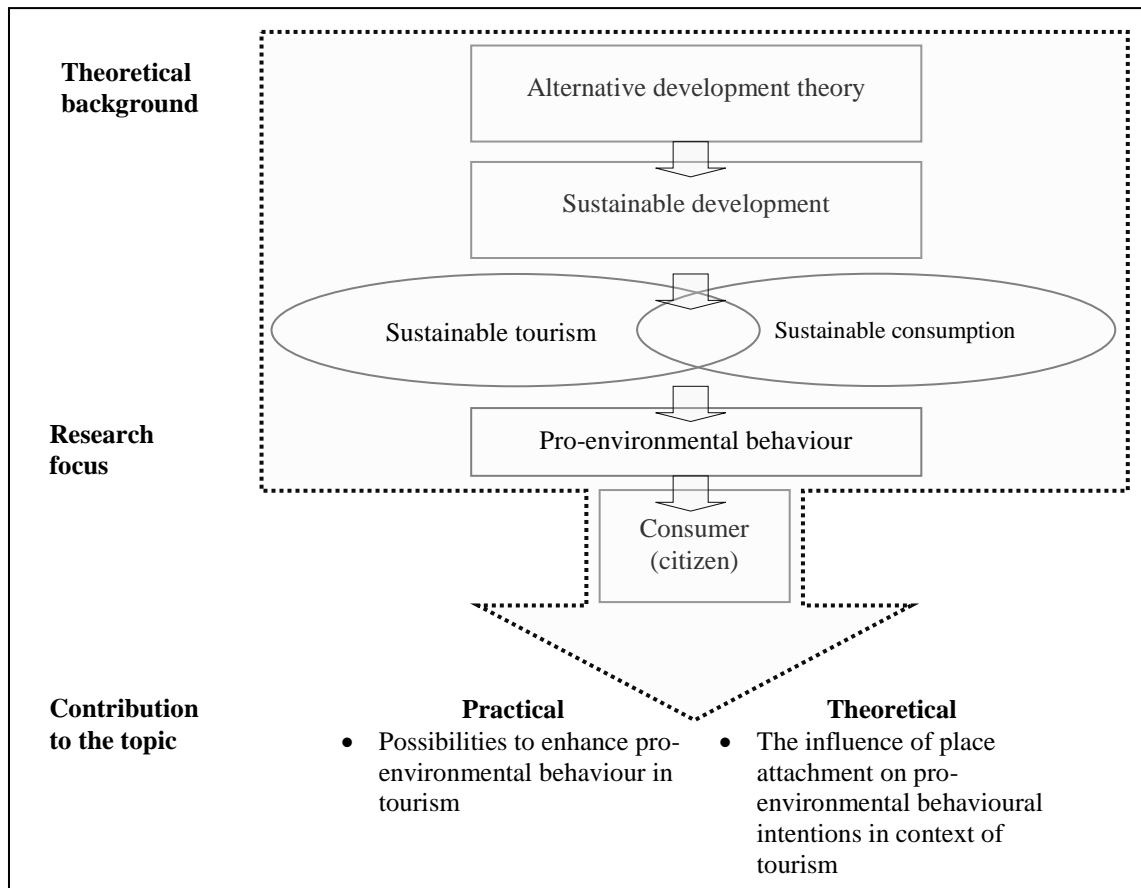 Theoretical
background
Alternative development theory
Sustainable development
Sustainable tourism
Sustainable consumption
Research
focus
Pro-environmental behaviour
Consumer
(citizen)
Contribution
to the topic
Practical
• Possibilities to enhance pro-
environmental behaviour in
tourism
Theoretical
• The influence of place
attachment on pro-
environmental behavioural
intentions in context of
tourism